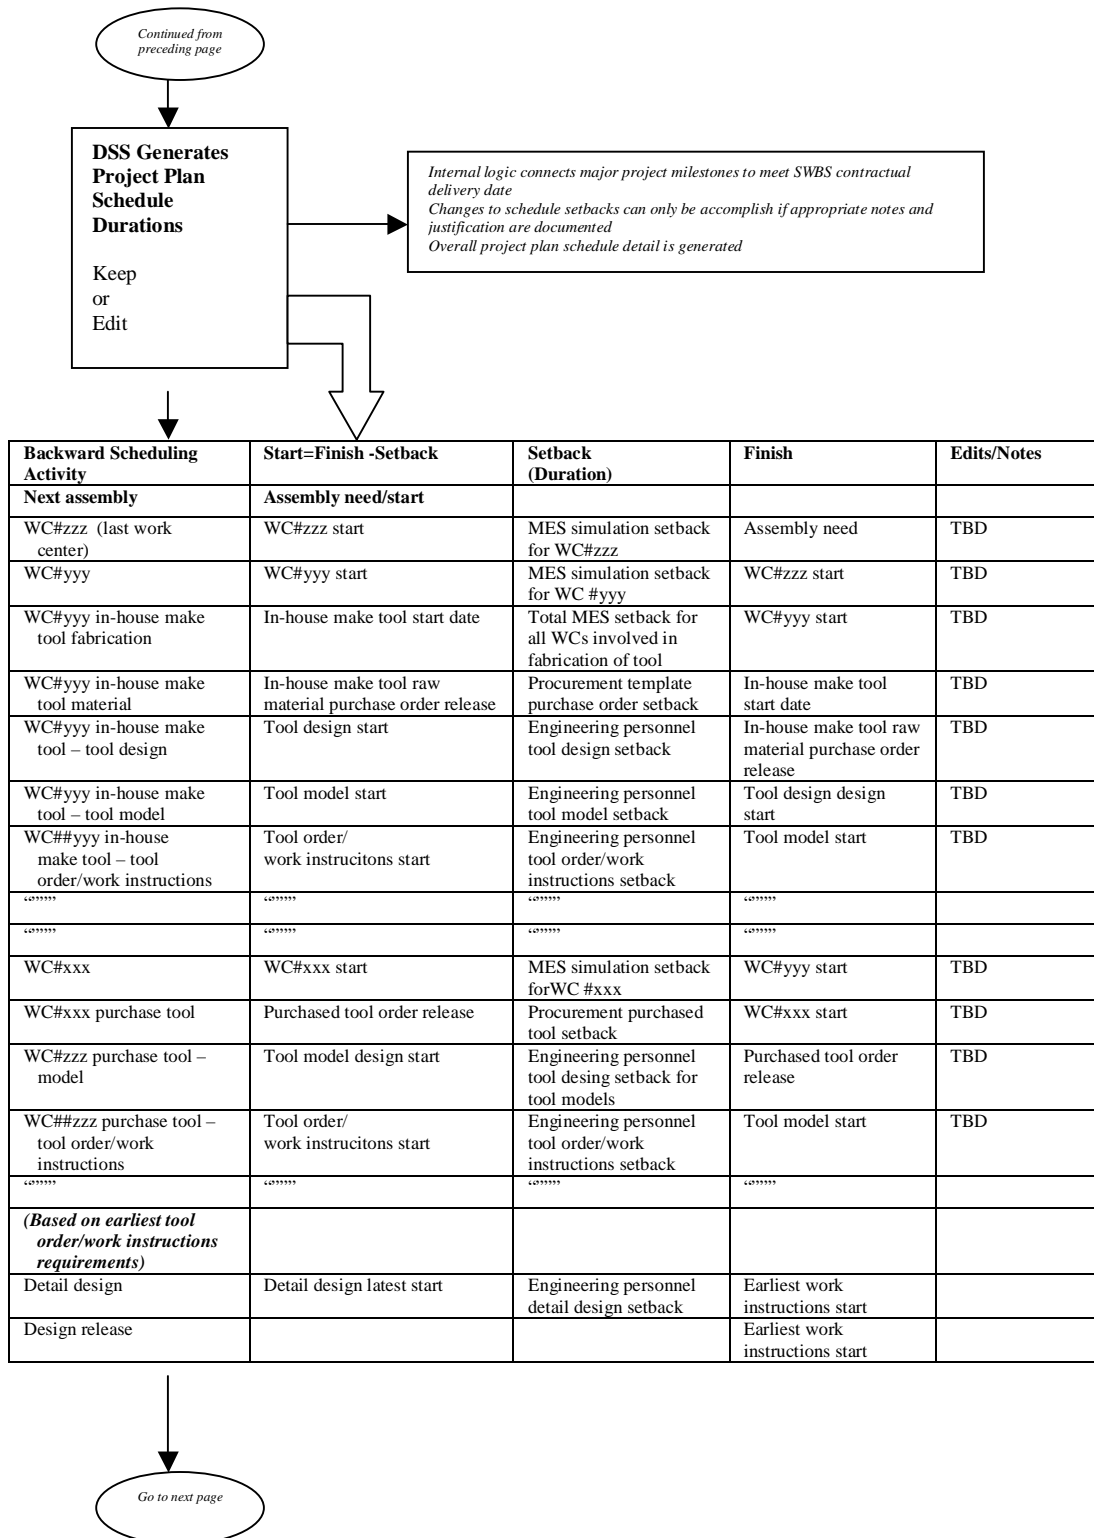 Continued from
preceding page
DSS Generates
Project Plan
Schedule
Durations
Keep
or
Edit
Internal logic connects major project milestones to meet SWBS contractual
delivery date
Changes to schedule setbacks can only be accomplish if appropriate notes and
justification are documented
Overall project plan schedule detail is generated
Backward Scheduling
Activity
Start=Finish -Setback
Setback
(Duration)
Finish
Edits/Notes
Next assembly
Assembly need/start
WC#zzz  (last work
center)
WC#zzz start
MES simulation setback
for WC#zzz
Assembly need
TBD
WC#yyy
WC#yyy start
MES simulation setback
for WC #yyy
WC#zzz start
TBD
WC#yyy in-house make
tool fabrication
In-house make tool start date
Total MES setback for
all WCs involved in
fabrication of tool
WC#yyy start
TBD
WC#yyy in-house make
tool material
In-house make tool raw
material purchase order release
Procurement template
purchase order setback
In-house make tool
start date
TBD
WC#yyy in-house make
tool – tool design
Tool design start
Engineering personnel
tool design setback
In-house make tool raw
material purchase order
release
TBD
WC#yyy in-house make
tool – tool model
Tool model start
Engineering personnel
tool model setback
Tool design design
start
TBD
WC##yyy in-house
make tool – tool
order/work instructions
Tool order/
work instrucitons start
Engineering personnel
tool order/work
instructions setback
Tool model start
TBD
“”””” 
“”””” 
“”””” 
“”””” 
“”””” 
“”””” 
“”””” 
“”””” 
WC#xxx
WC#xxx start
MES simulation setback
forWC #xxx
WC#yyy start
TBD
WC#xxx purchase tool
Purchased tool order release
Procurement purchased
tool setback
WC#xxx start
TBD
WC#zzz purchase tool –
model
Tool model design start
Engineering personnel
tool desing setback for
tool models
Purchased tool order
release
TBD
WC##zzz purchase tool –
tool order/work
instructions
Tool order/
work instrucitons start
Engineering personnel
tool order/work
instructions setback
Tool model start
TBD
“”””” 
“”””” 
“”””” 
“”””” 
(Based on earliest tool
order/work instructions
requirements)
Detail design
Detail design latest start
Engineering personnel
detail design setback
Earliest work
instructions start
Design release
Earliest work
instructions start
Go to next page